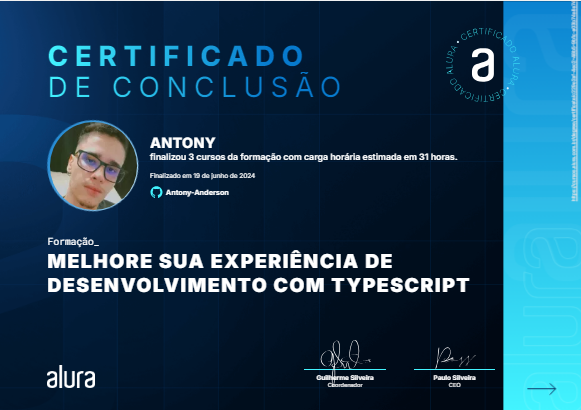 CERTIFICADO
DE CONCLUSÃO
ALURA • CERTIFICADO ALURA • CERTIFICADO
a
ANTONY
finalizou 3 cursos da formação com carga horária estimada em 31 horas.
Finalizado em 19 de junho de 2024
Antony-Anderson
Formação_
MELHORE SUA EXPERIÊNCIA DE
DESENVOLVIMENTO COM TYPESCRIPT
alura
Guilherme Silveira
Coordenador
Paulo Silveira
CEO
alura